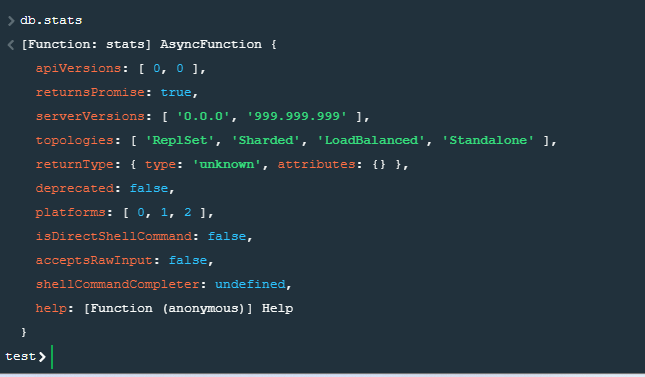 > db.stats
< [Function: stats] AsyncFunction {
apiVersions: [ 0, 0 ],
returnsPromise: true,
serverVersions: [ '0.0.0', '999.999.999' ],
topologies: [ 'ReplSet', 'Sharded', 'LoadBalanced', 'Standalone' ],
returnType: { type: 'unknown', attributes: {} },
deprecated: false,
platforms: [ 0, 1, 2 ],
isDirectShellCommand: false,
acceptsRawInput: false,
shellCommandCompleter: undefined,
help: [Function (anonymous)] Help
}
test>